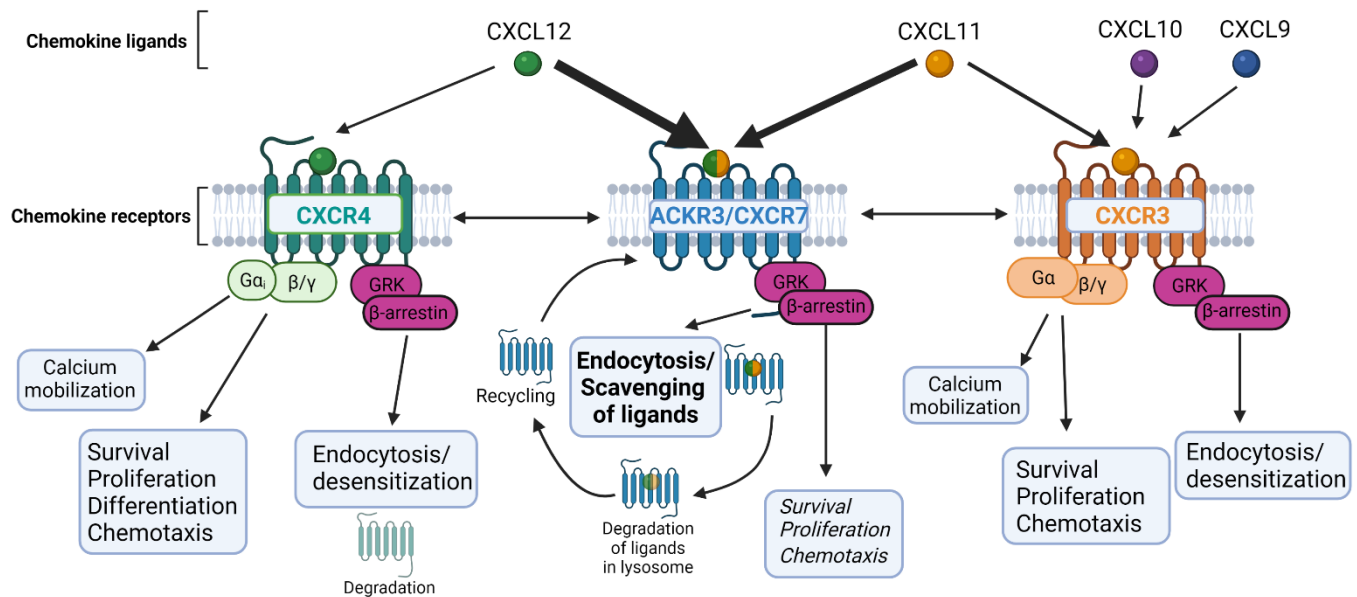 Chemokine ligands
CXCL12
CXCL11
CXCL10
CXCL9
Chemokine receptors
CXCR4
ACKR3/CXCR7
CXCR3
Gαi
β/γ
GRK
β-arrestin
GRK
β-arrestin
Gα
β/γ
GRK
β-arrestin
Calcium
mobilization
Survival
Proliferation
Differentiation
Chemotaxis
Endocytosis/
desensitization
Degradation
Recycling
Endocytosis/
Scavenging
of ligands
Degradation
of ligands
in lysosome
Survival
Proliferation
Chemotaxis
Calcium
mobilization
Survival
Proliferation
Chemotaxis
Endocytosis/
desensitization